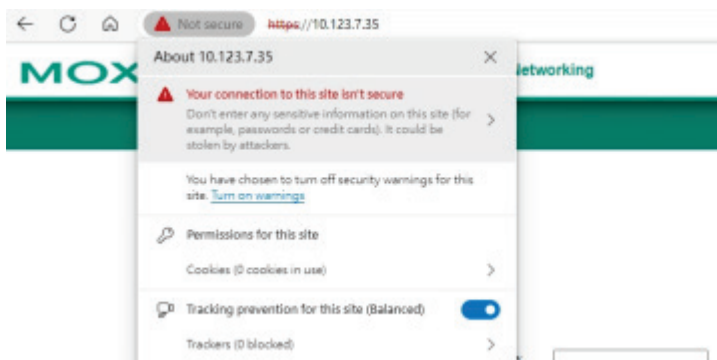 Not secure https://10.123.7.35
About 10.123.7.35
MOX
Networking
Your connection to this site isn't secure
Don't enter any sensitive information on this site (for
example, passwords or credit cards). It could be
stolen by attackers.
You have chosen to turn off security warnings for this
site. Turn on warnings
Permissions for this site
Cookies (0 cookies in use)
Tracking prevention for this site (Balanced)
Trackers (0 blocked)